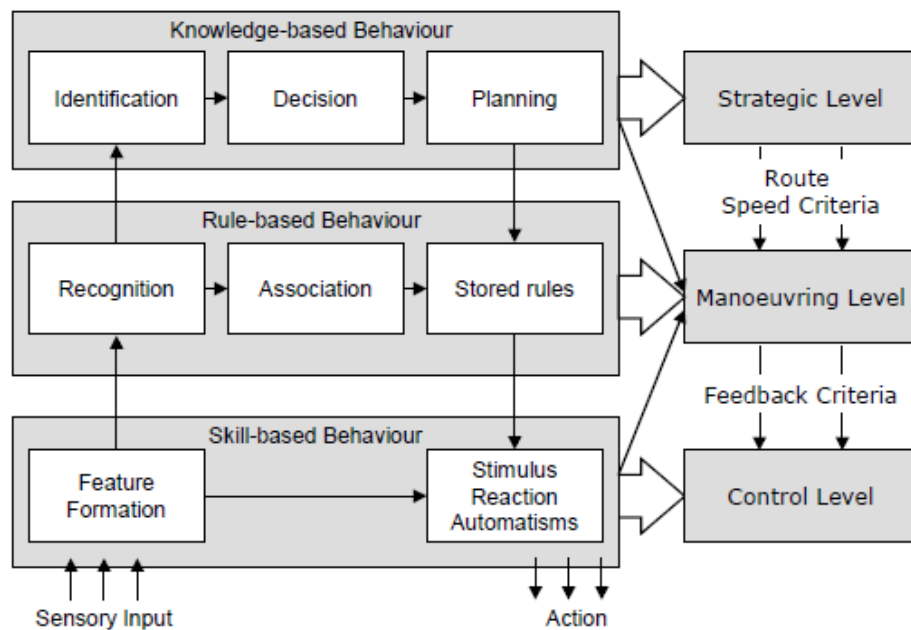 Knowledge-based Behaviour
Identification
Decision
Planning
Strategic Level
Route
Speed Criteria
Rule-based Behaviour
Recognition
Association
Stored rules
Manoeuvring Level
Feedback Criteria
Skill-based Behaviour
Feature
Formation
Stimulus
Reaction
Automatisms
Control Level
Sensory Input
Action